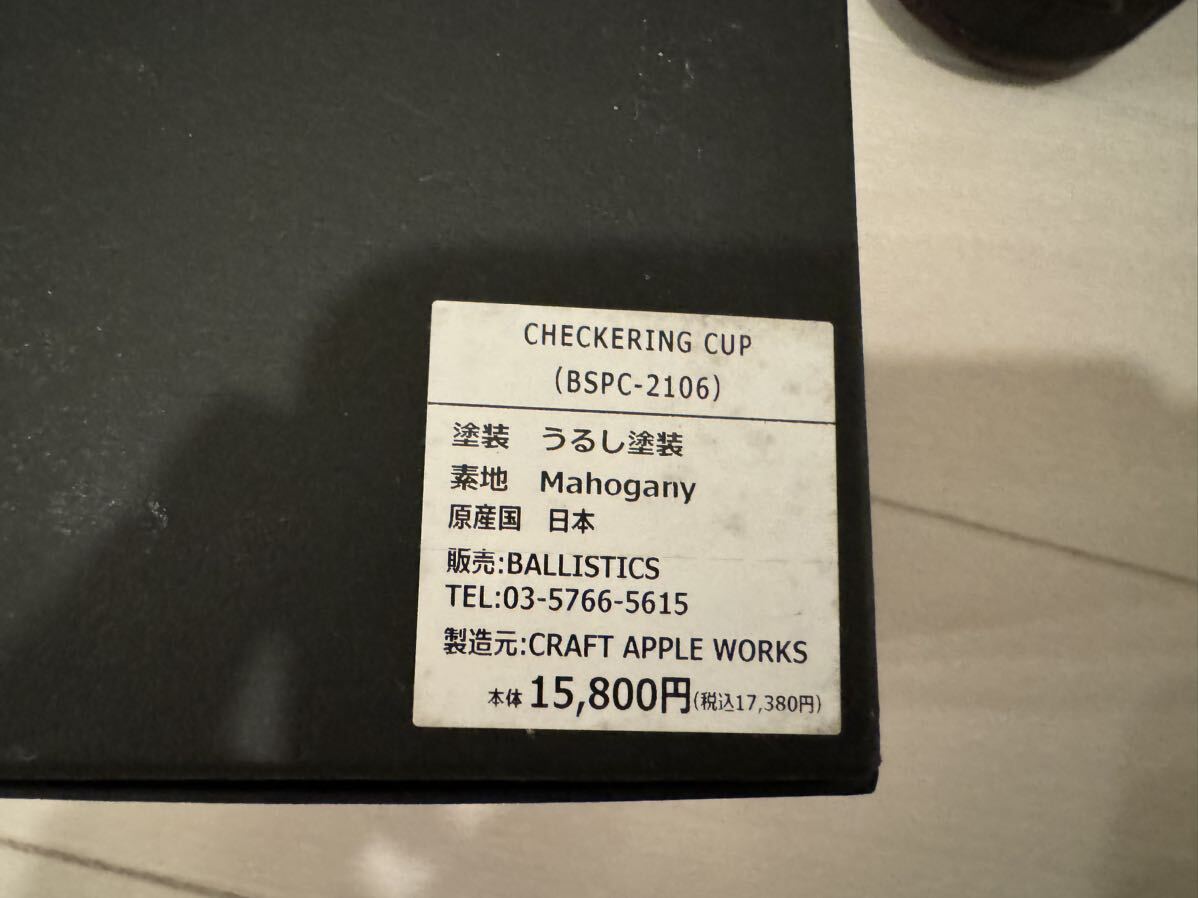 CHECKERING CUP
(BSPC-2106)
塗装 うるし塗装
素地 Mahogany
原産国 日本
販売:BALLISTICS
TEL:03-5766-5615
製造元:CRAFT APPLE WORKS
本体 15,800円(税込17,380円)